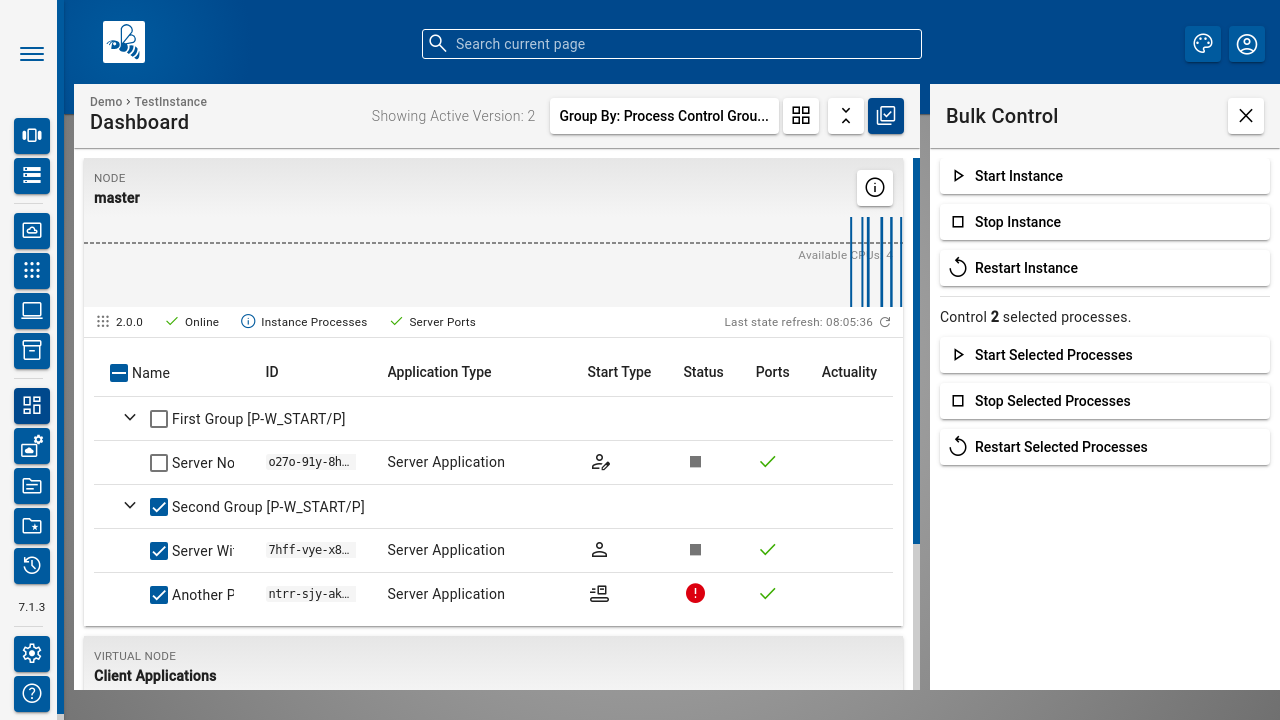 Search current page
Demo > TestInstance
Dashboard
Showing Active Version: 2
Group By: Process Control Grou...
Bulk Control
NODE
master
Available CPUs: 4
2.0.0
Online
Instance Processes
Server Ports
Last state refresh: 08:05:36
Name
ID
Application Type
Start Type
Status
Ports
Actuality
First Group [P-W_START/P]
Server No
o27o-91y-8h...
Server Application
Second Group [P-W_START/P]
Server Wi
7hff-vye-x8...
Server Application
Another P
ntrr-sjy-ak...
Server Application
VIRTUAL NODE
Client Applications
Start Instance
Stop Instance
Restart Instance
Control 2 selected processes.
Start Selected Processes
Stop Selected Processes
Restart Selected Processes
7.1.3